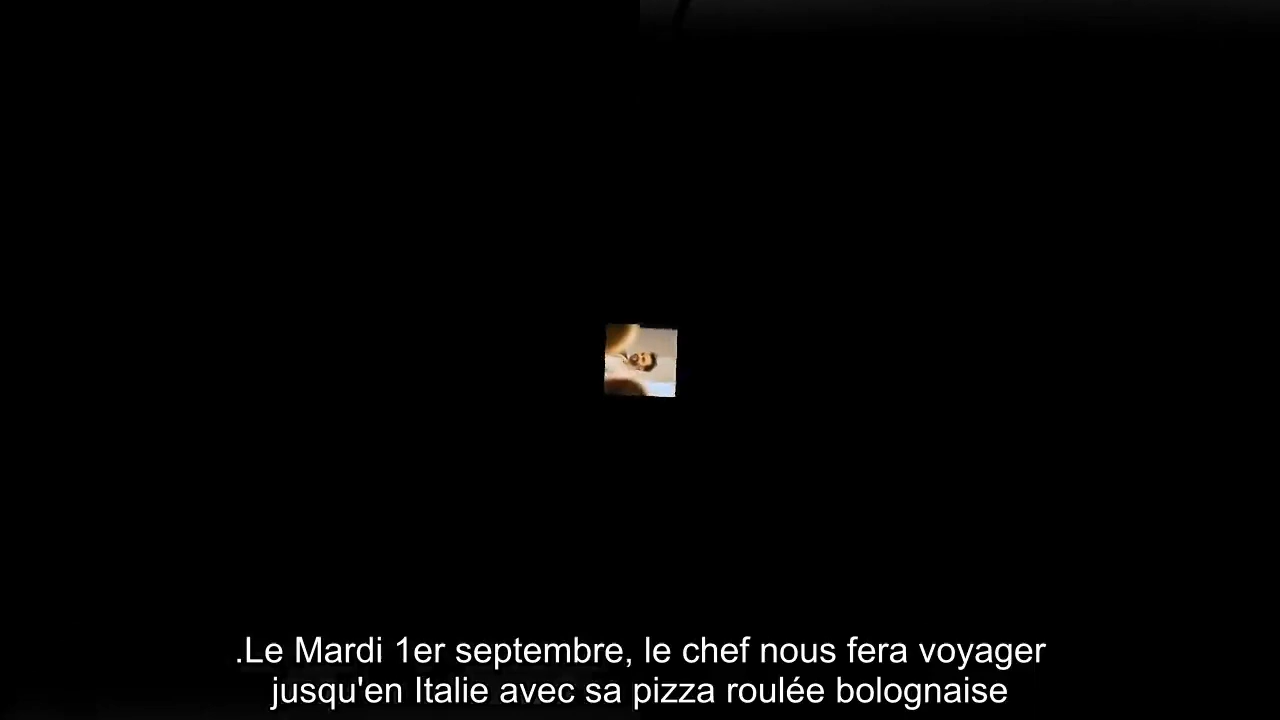 .Le Mardi 1er septembre, le chef nous fera voyager
jusqu'en Italie avec sa pizza roulée bolognaise